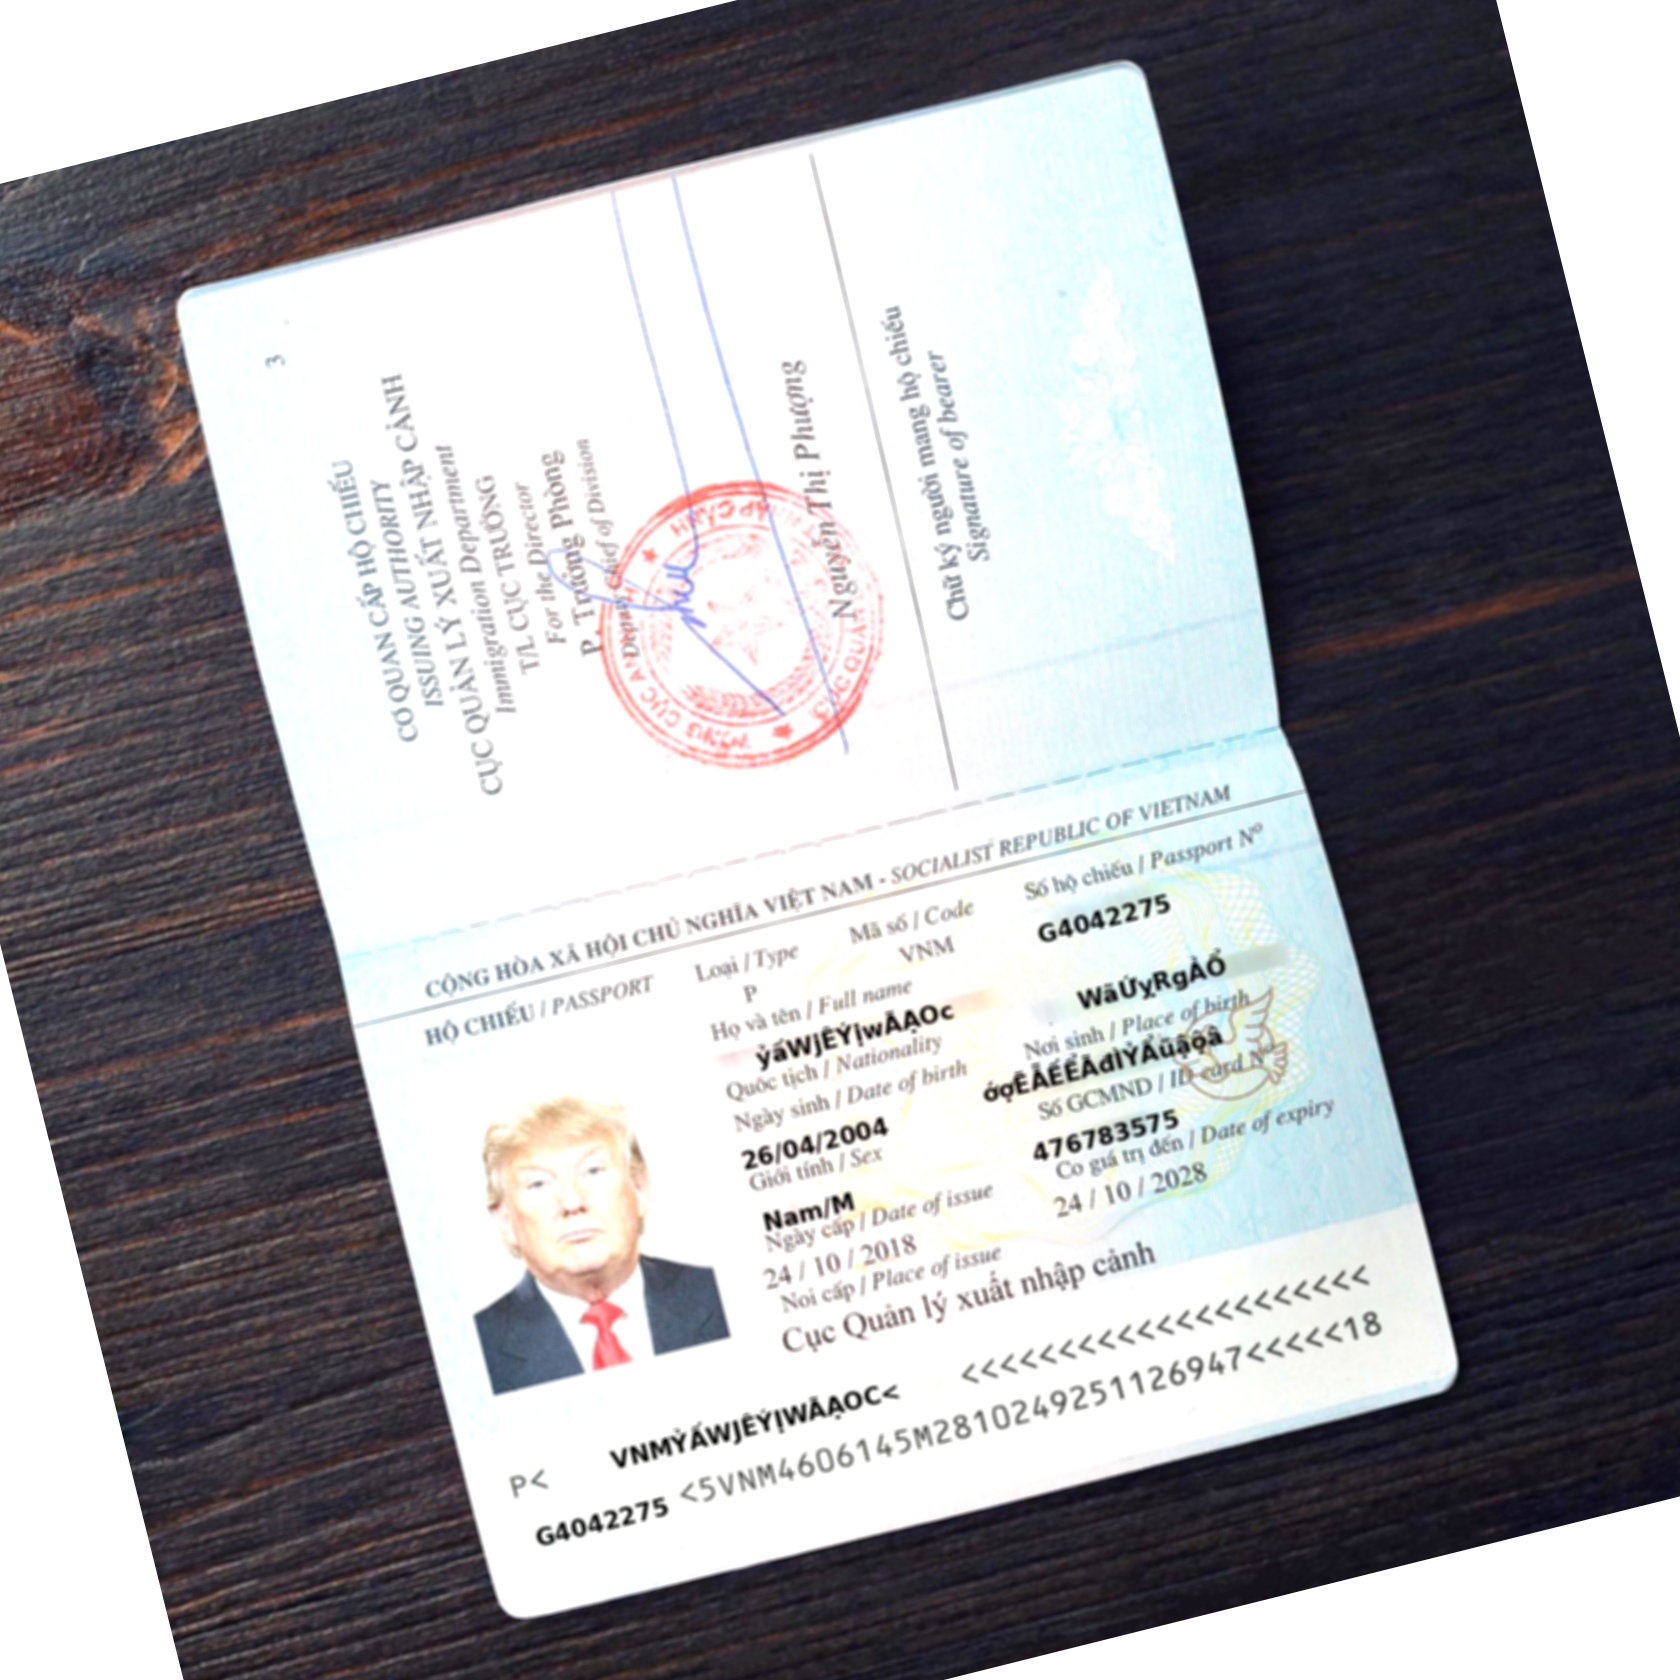 3
CƠ QUAN CẤP HỘ CHIẾU
ISSUING AUTHORITY
CỤC QUẢN LÝ XUẤT NHẬP CẢNH
Immigration Department
T/L CỤC TRƯỞNG
For the Director
P. Trưởng Phòng
Deputy Chief of Division
Nguyễn Thị Phượng
Chữ ký người mang hộ chiếu
Signature of bearer
CỘNG HÒA XÃ HỘI CHỦ NGHĨA VIỆT NAM - SOCIALIST REPUBLIC OF VIETNAM
HỘ CHIẾU / PASSPORT
Loại / Type
Mã số / Code
Số hộ chiếu / Passport Nº
P
VNM
G4042275
Họ và tên / Full name
ỷấWJÊÝỊwÃẠOc
WãỨỵRgÀỔ
Quốc tịch / Nationality
Nơi sinh / Place of birth
Ngày sinh / Date of birth
Số GCMND / ID card Nº
26/04/2004
476783575
Giới tính / Sex
Có giá trị đến / Date of expiry
Nam/M
24 / 10 / 2028
Ngày cấp / Date of issue
24 / 10 / 2018
Nơi cấp / Place of issue
Cục Quản lý xuất nhập cảnh
P< VNMỶẤWJÊÝỊWÃẠOC< <<<<<<<<<<<<<<<<<<<<<
G4042275 <5VNM4606145M2810249251126947<<<<<18